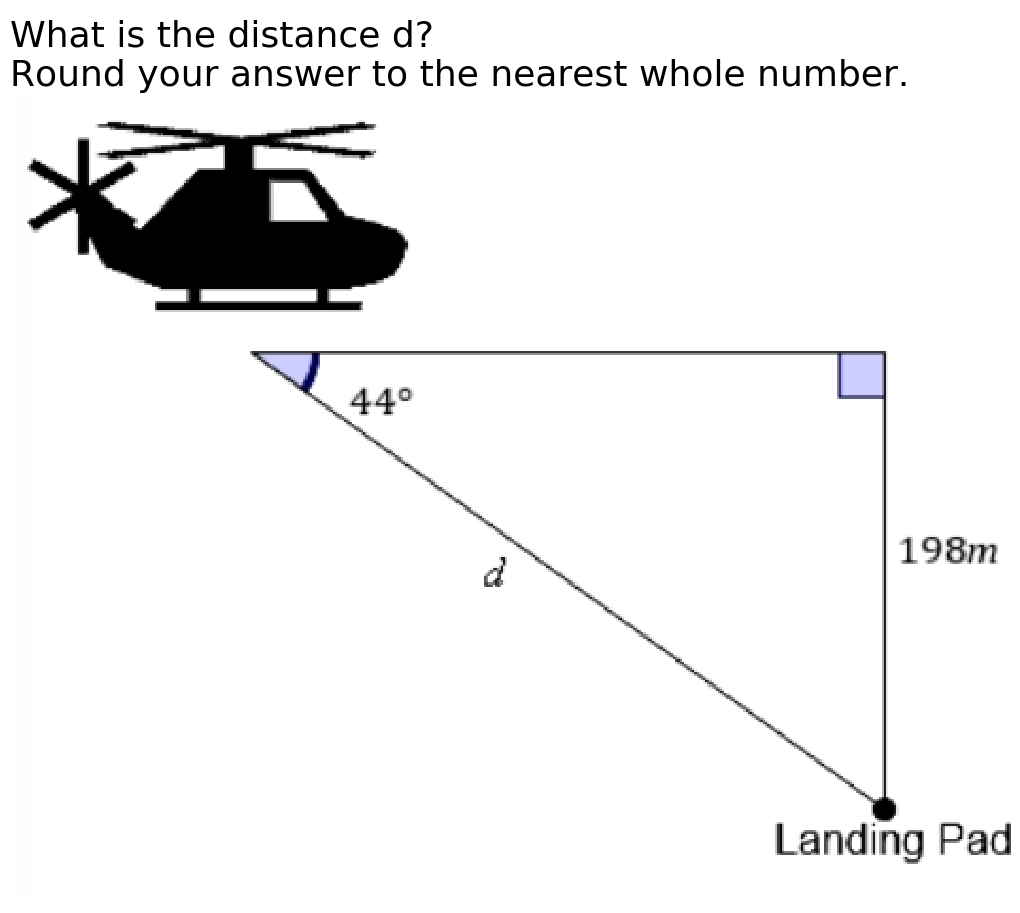 What is the distance d?
Round your answer to the nearest whole number.
44°
198m
d
Landing Pad